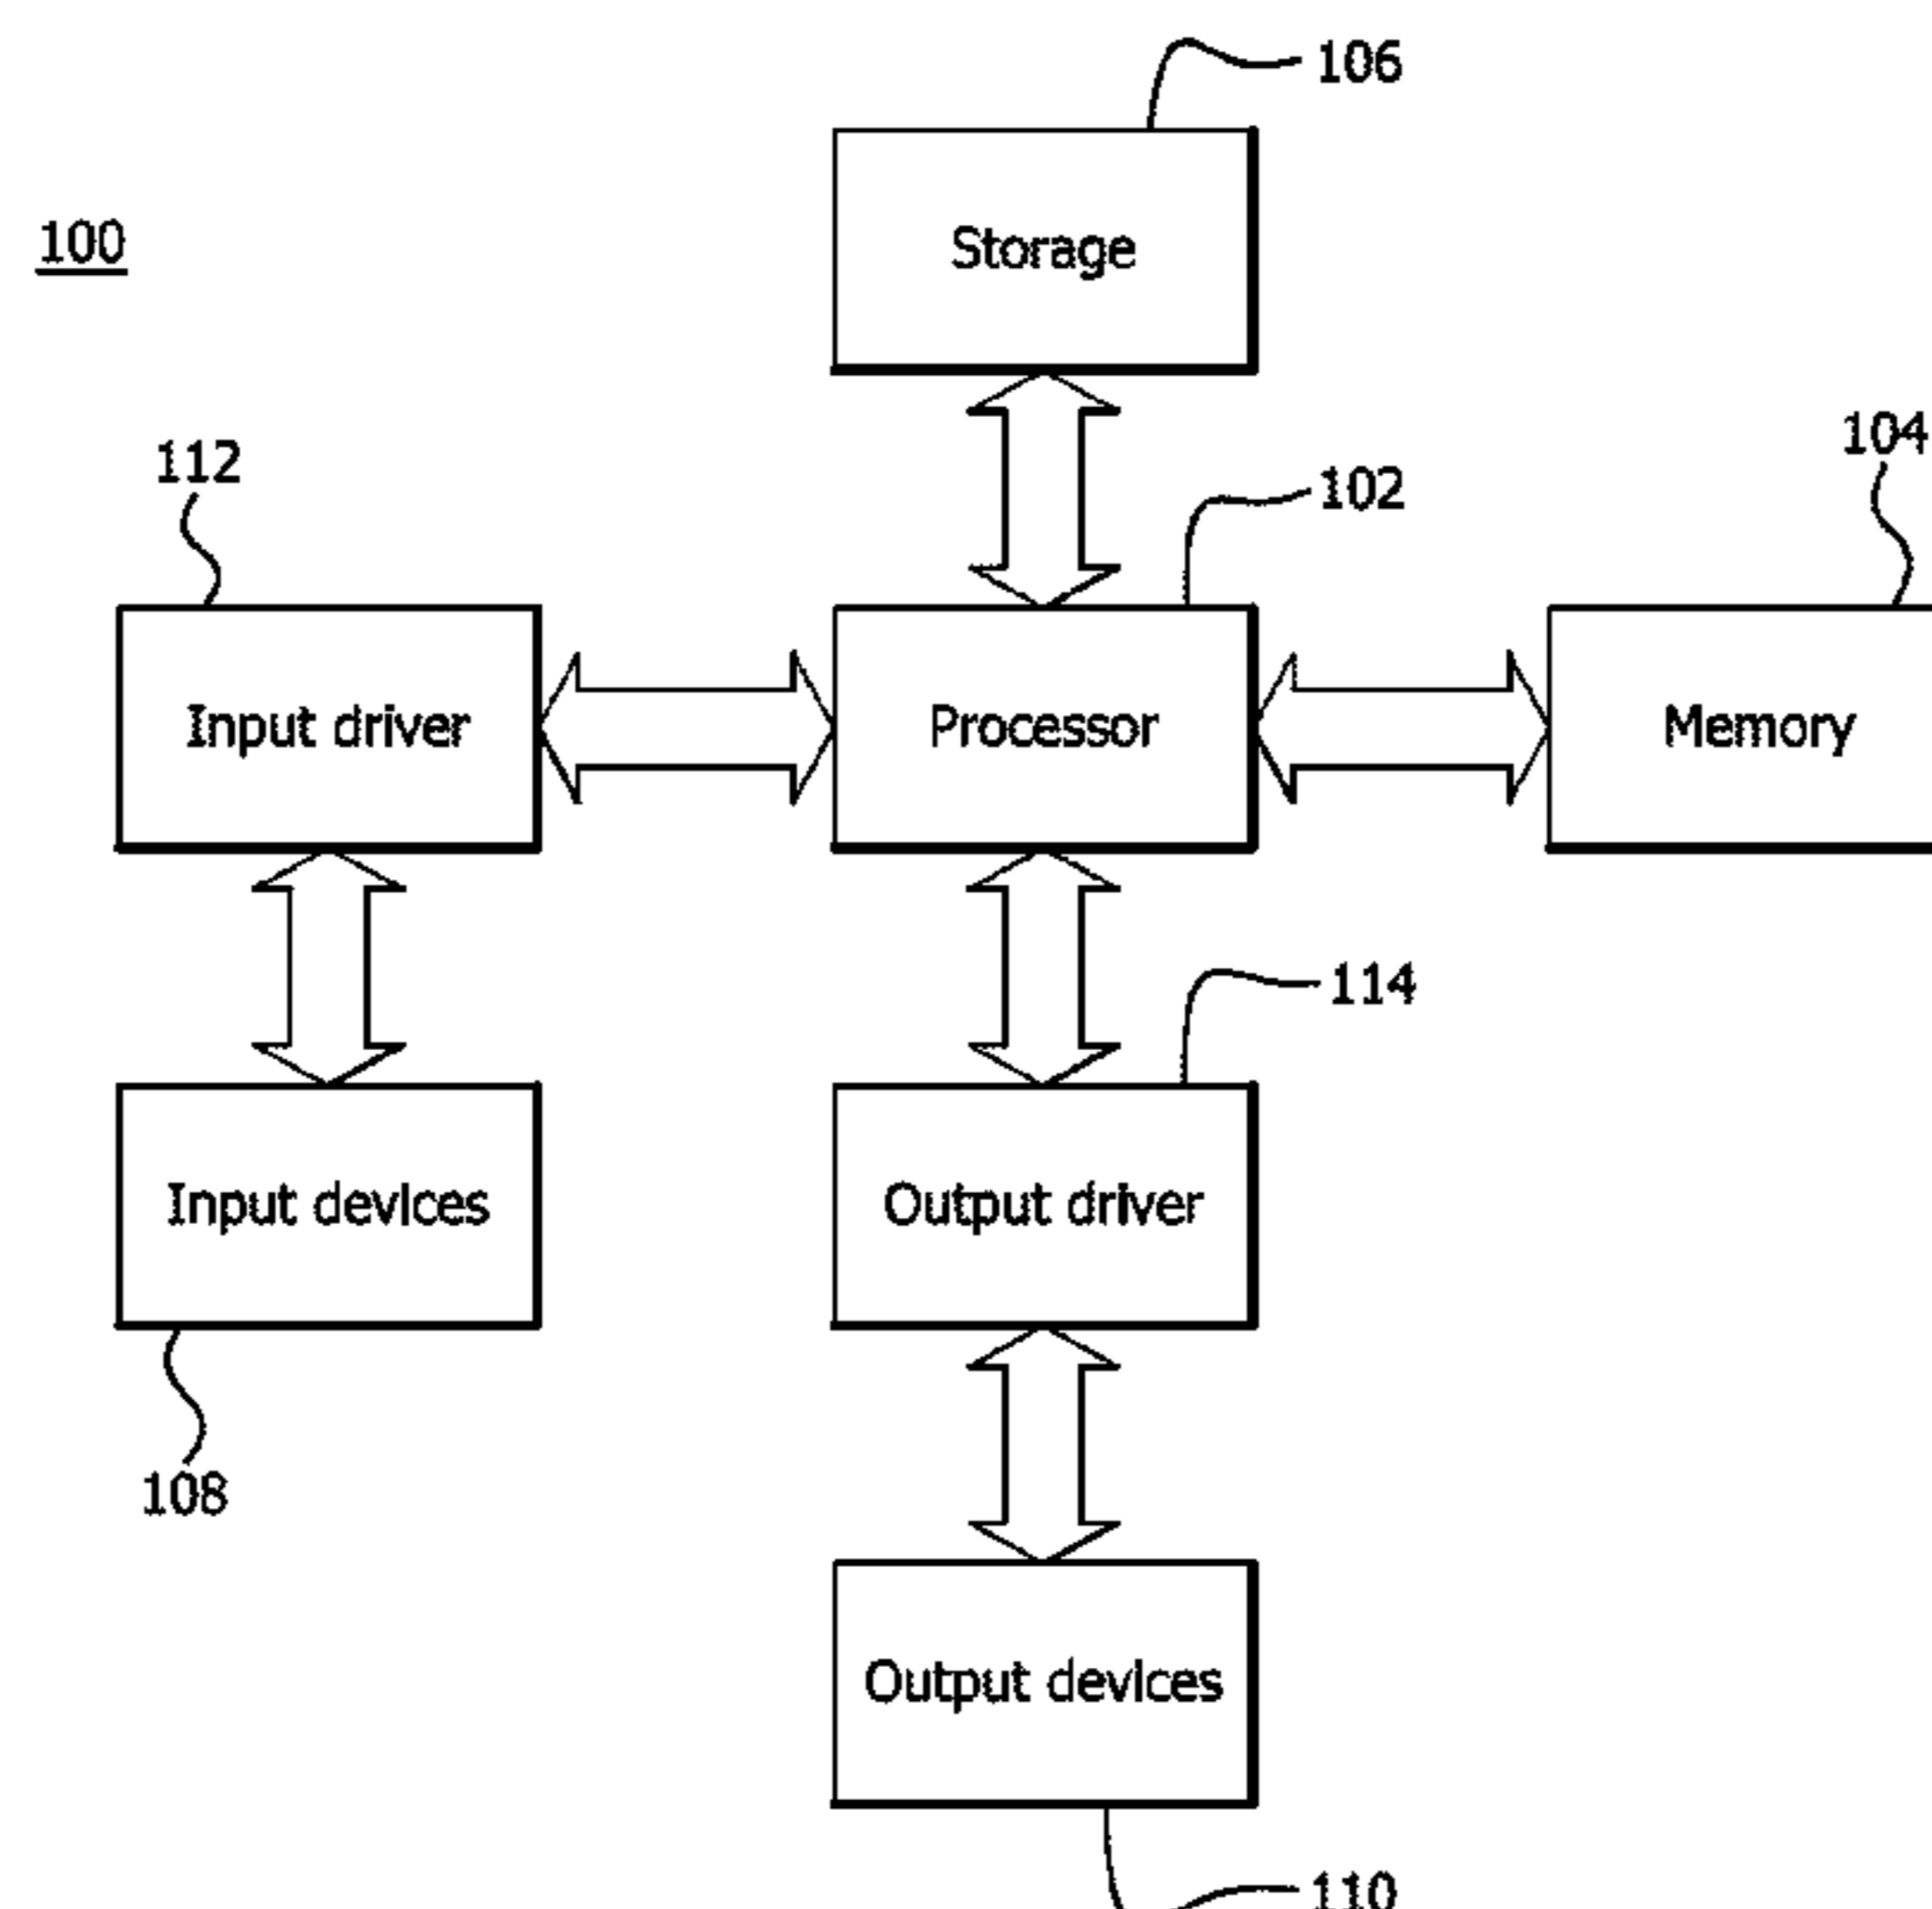 106
100
Storage
104
112
102
Input driver
Processor
Memory
114
Input devices
Output driver
108
Output devices
110